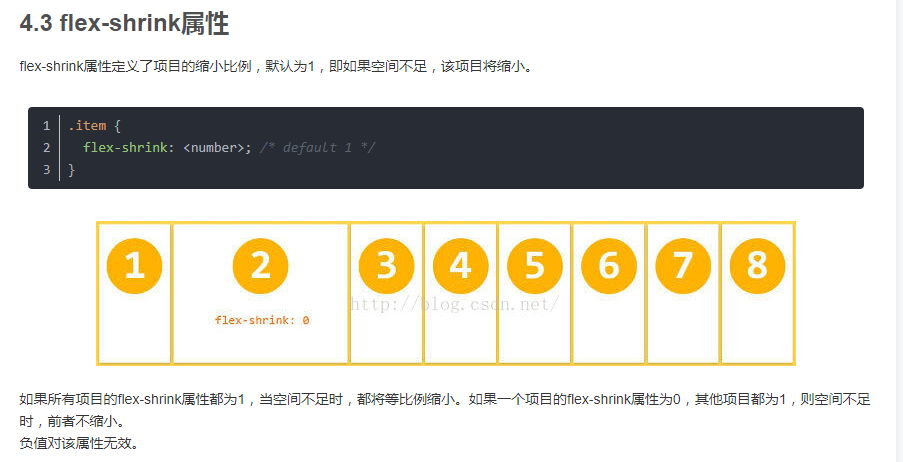 4.3 flex-shrink属性
flex-shrink属性定义了项目的缩小比例，默认为1，即如果空间不足，该项目将缩小。
1 .item {
2 flex-shrink: <number>; /* default 1 */
3 }
1 2 3 4 5 6 7 8
http://blog.csdn.net/
flex-shrink: 0
如果所有项目的flex-shrink属性都为1，当空间不足时，都将等比例缩小。如果一个项目的flex-shrink属性为0，其他项目都为1，则空间不足
时，前者不缩小。
负值对该属性无效。